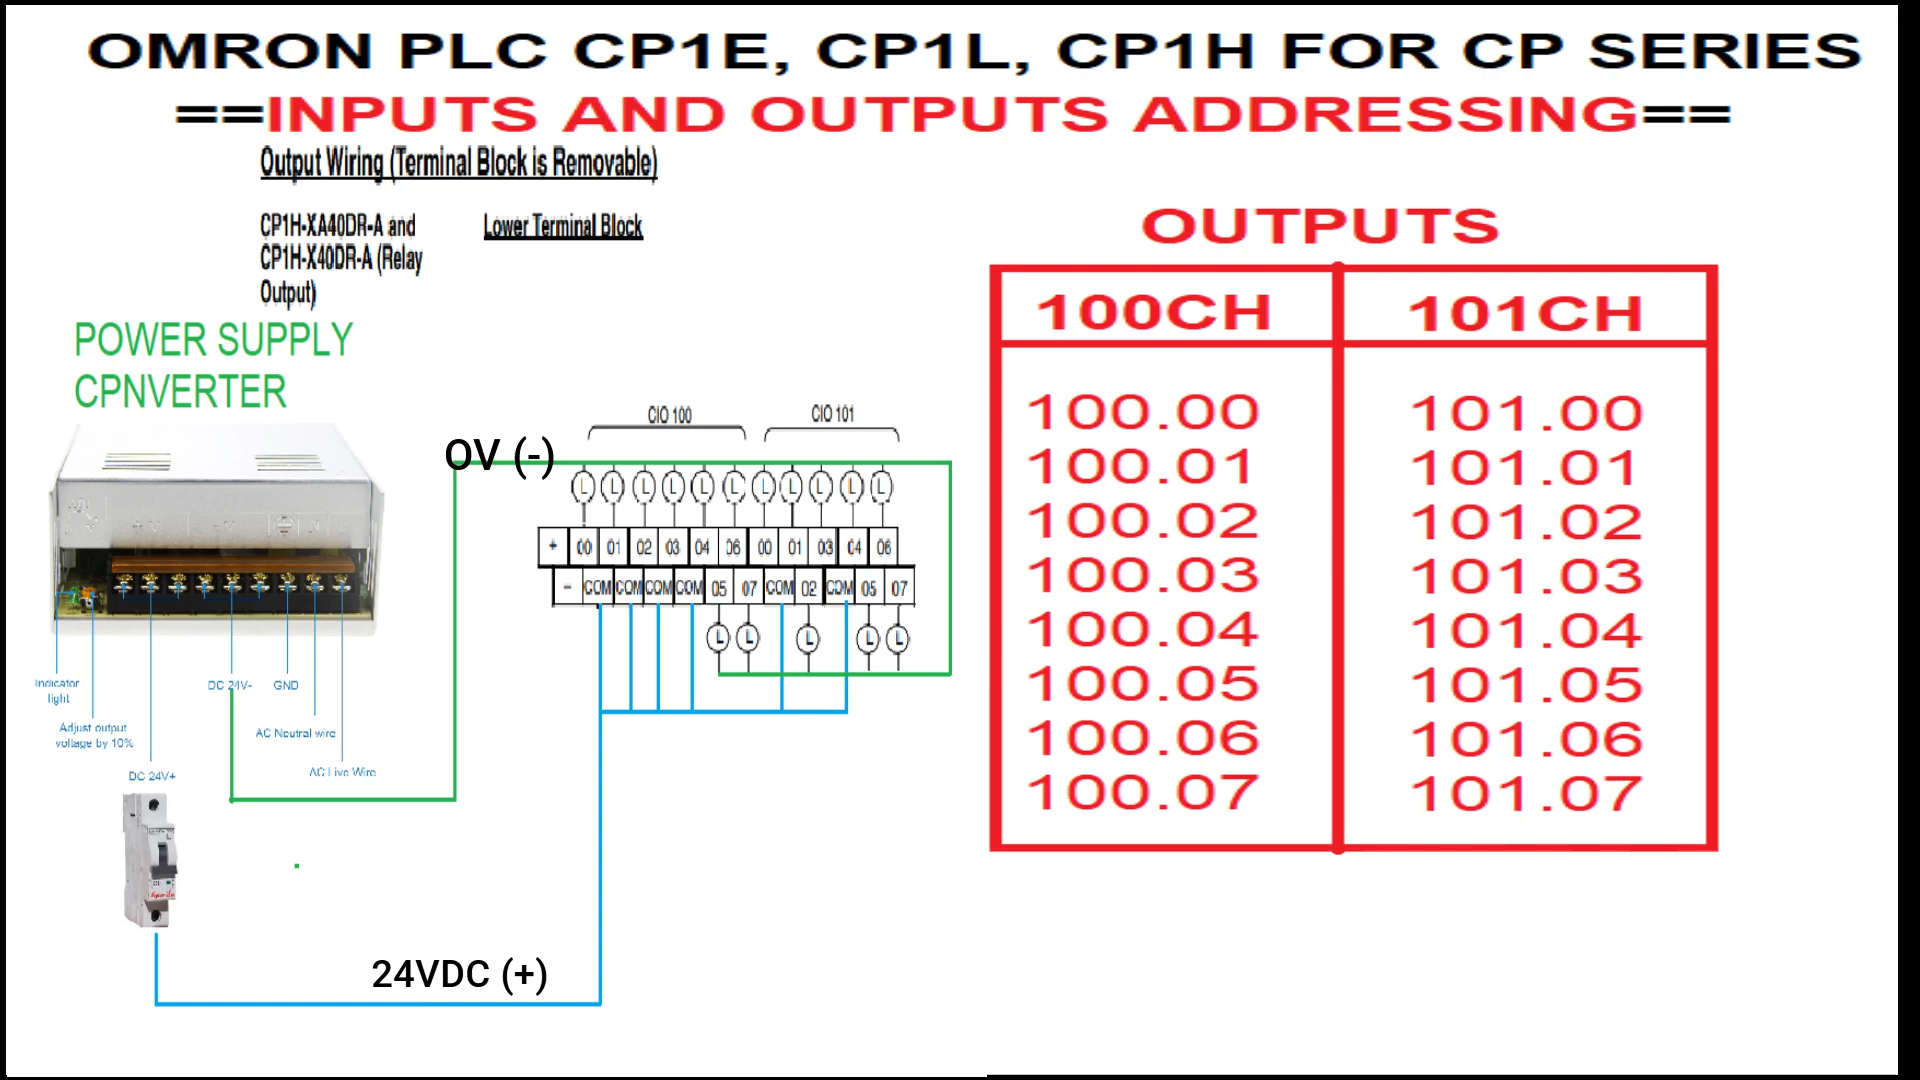 OMRON PLC CP1E, CP1L, CP1H FOR CP SERIES
==INPUTS AND OUTPUTS ADDRESSING==
Output Wiring (Terminal Block is Removable)
CP1H-XA40DR-A and
CP1H-X40DR-A (Relay
Output)
Lower Terminal Block
POWER SUPPLY
CPNVERTER
OUTPUTS
100CH 101CH
100.00 101.00
100.01 101.01
100.02 101.02
100.03 101.03
100.04 101.04
100.05 101.05
100.06 101.06
100.07 101.07
CIO 100 CIO 101
0V (-)
L L L L L L L L L L L
+ 00 01 02 03 04 06 00 01 03 04 06
- COM COM COM COM 05 07 COM 02 COM 05 07
L L L L L
Indicator
light
DC 24V-
GND
Adjust output
voltage by 10%
AC Neutral wire
DC 24V+
AC Live Wire
24VDC (+)